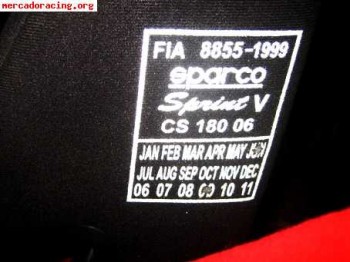 mercadoracing.org
FIA 8855-1999
sparco
Sprint V
CS 180 06
JAN FEB MAR APR MAY JUN
JUL AUG SEP OCT NOV DEC
06 07 08 09 10 11